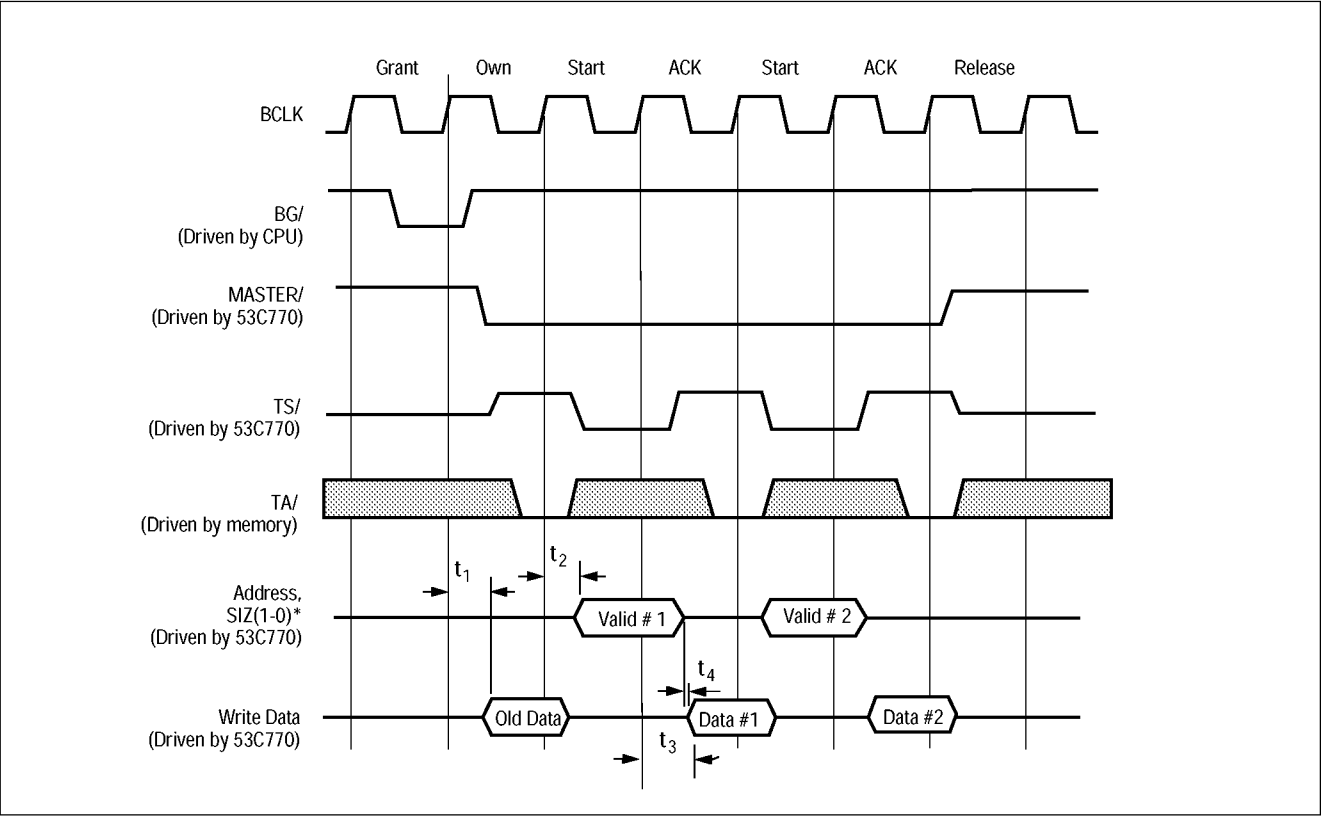 Grant Own Start ACK Start ACK Release
BCLK
BG/
(Driven by CPU)
MASTER/
(Driven by 53C770)
TS/
(Driven by 53C770)
TA/
(Driven by memory)
t1 t2
Address,
SIZ(1-0)*
(Driven by 53C770)
Valid # 1 Valid # 2
t4
Write Data
(Driven by 53C770)
Old Data Data #1 Data #2
t3